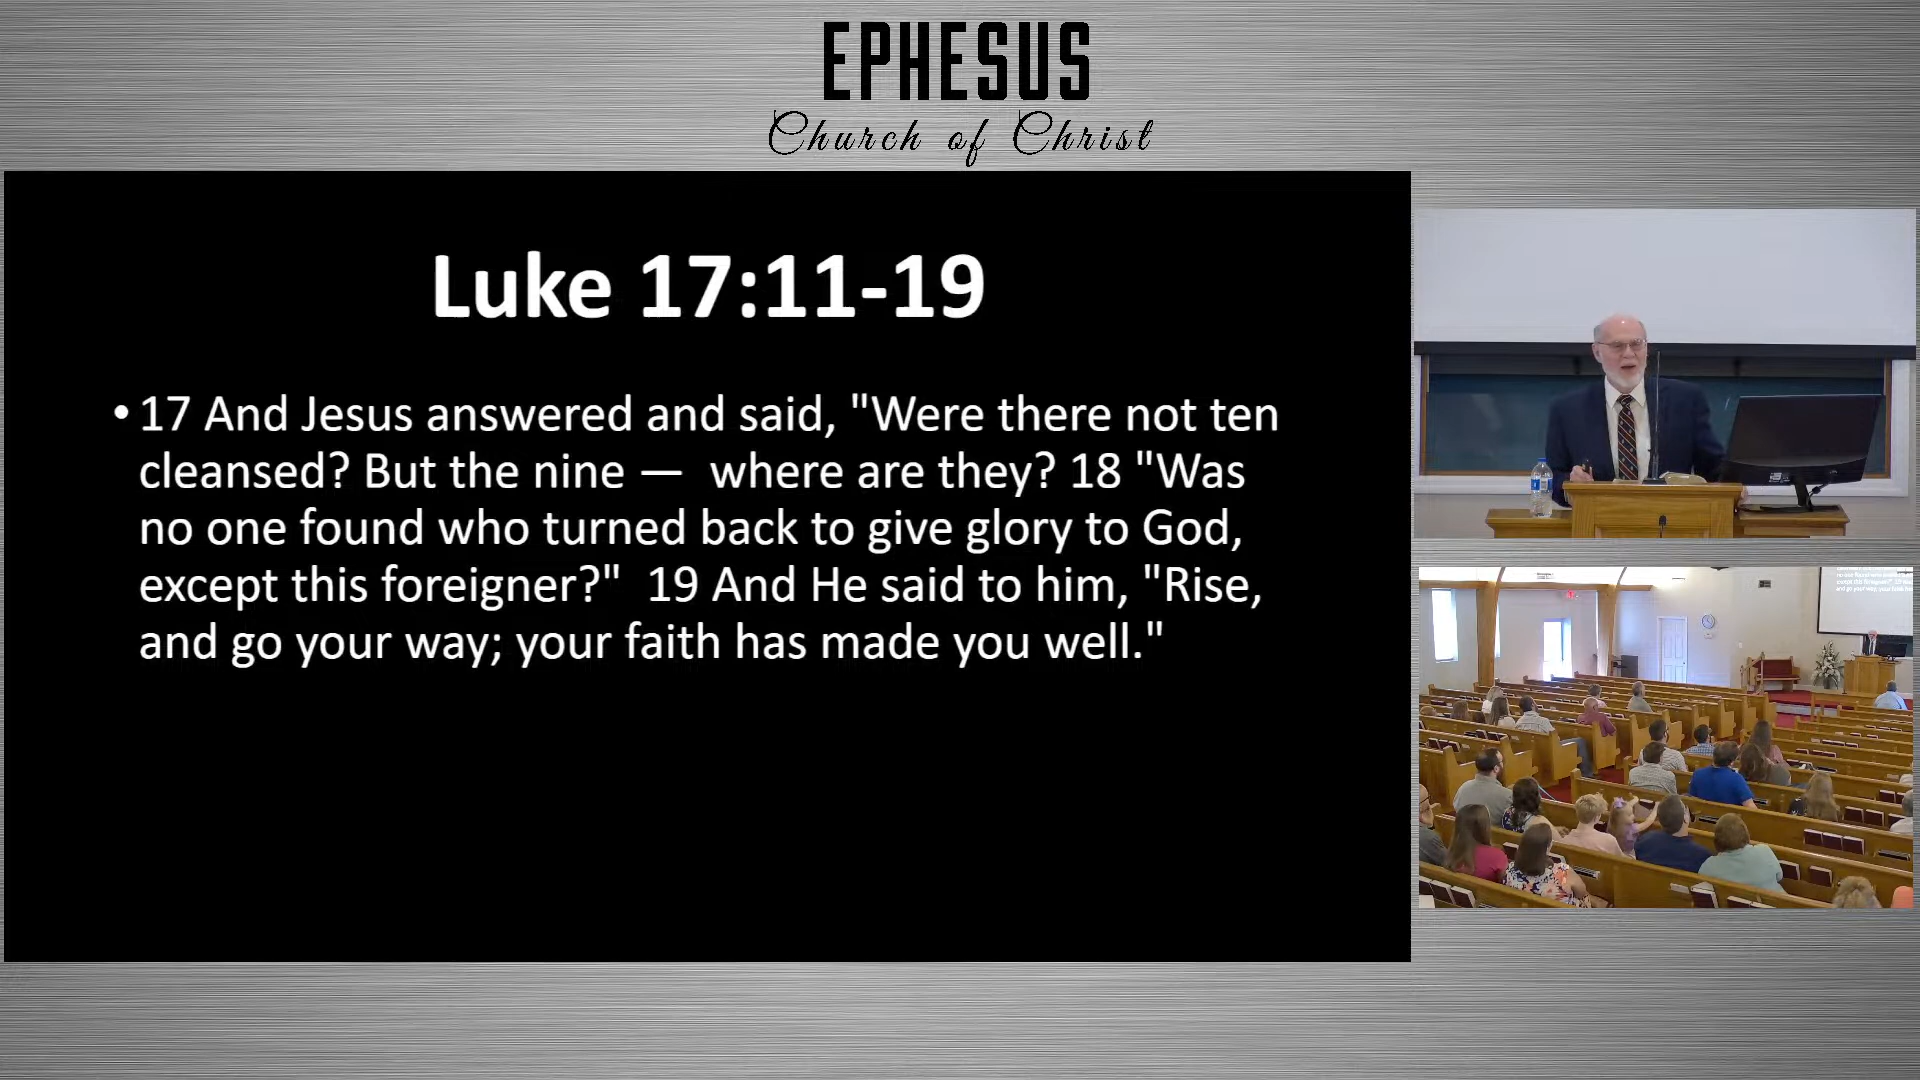 EPHESUS
Church of Christ
Luke 17:11-19
• 17 And Jesus answered and said, "Were there not ten
cleansed? But the nine —  where are they? 18 "Was
no one found who turned back to give glory to God,
except this foreigner?"  19 And He said to him, "Rise,
and go your way; your faith has made you well."